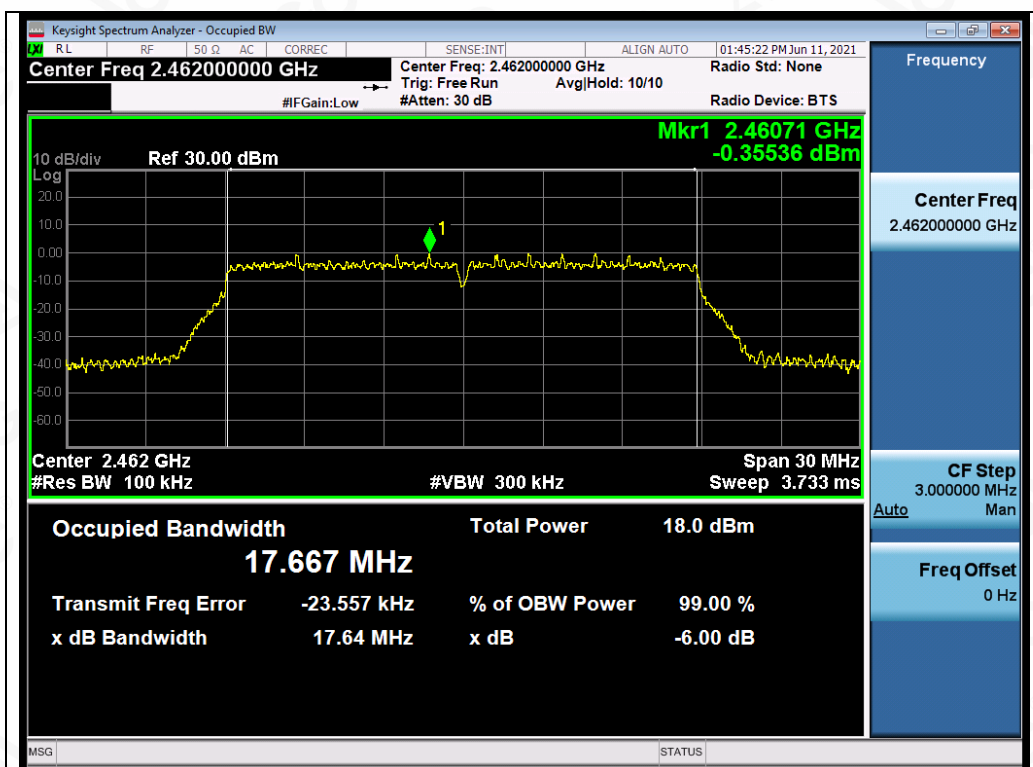 Keysight Spectrum Analyzer - Occupied BW
LXI RL RF 50 Ω AC CORREC SENSE:INT ALIGN AUTO 01:45:22 PM Jun 11, 2021
Center Freq 2.462000000 GHz Center Freq: 2.462000000 GHz Radio Std: None
Trig: Free Run Avg|Hold: 10/10
#IFGain:Low #Atten: 30 dB Radio Device: BTS
Frequency
Mkr1 2.46071 GHz
-0.35536 dBm
10 dB/div Ref 30.00 dBm
Log
20.0
10.0
0.00
-10.0
-20.0
-30.0
-40.0
-50.0
-60.0
1
Center 2.462 GHz Span 30 MHz
#Res BW 100 kHz #VBW 300 kHz Sweep 3.733 ms
Center Freq
2.462000000 GHz
CF Step
3.000000 MHz
Auto Man
Freq Offset
0 Hz
Occupied Bandwidth Total Power 18.0 dBm
17.667 MHz
Transmit Freq Error -23.557 kHz % of OBW Power 99.00 %
x dB Bandwidth 17.64 MHz x dB -6.00 dB
MSG STATUS